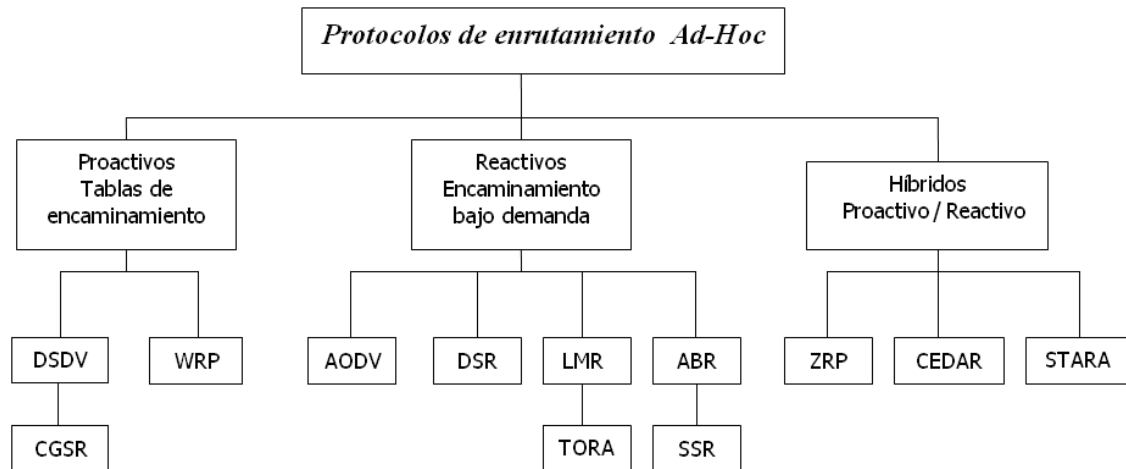 Protocolos de enrutamiento Ad-Hoc
Proactivos
Tablas de
encaminamiento
Reactivos
Encaminamiento
bajo demanda
Híbridos
Proactivo / Reactivo
DSDV
WRP
AODV
DSR
LMR
ABR
ZRP
CEDAR
STARA
CGSR
TORA
SSR